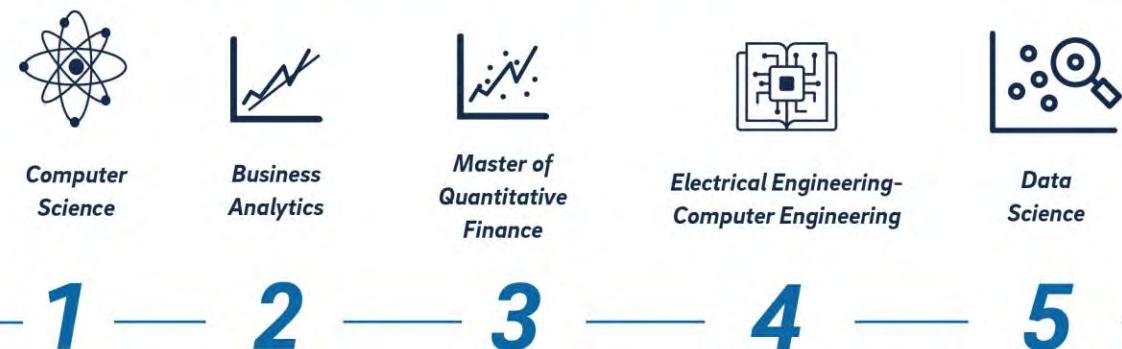 Computer
Science
Business
Analytics
Master of
Quantitative
Finance
Electrical Engineering-
Computer Engineering
Data
Science
1
2
3
4
5